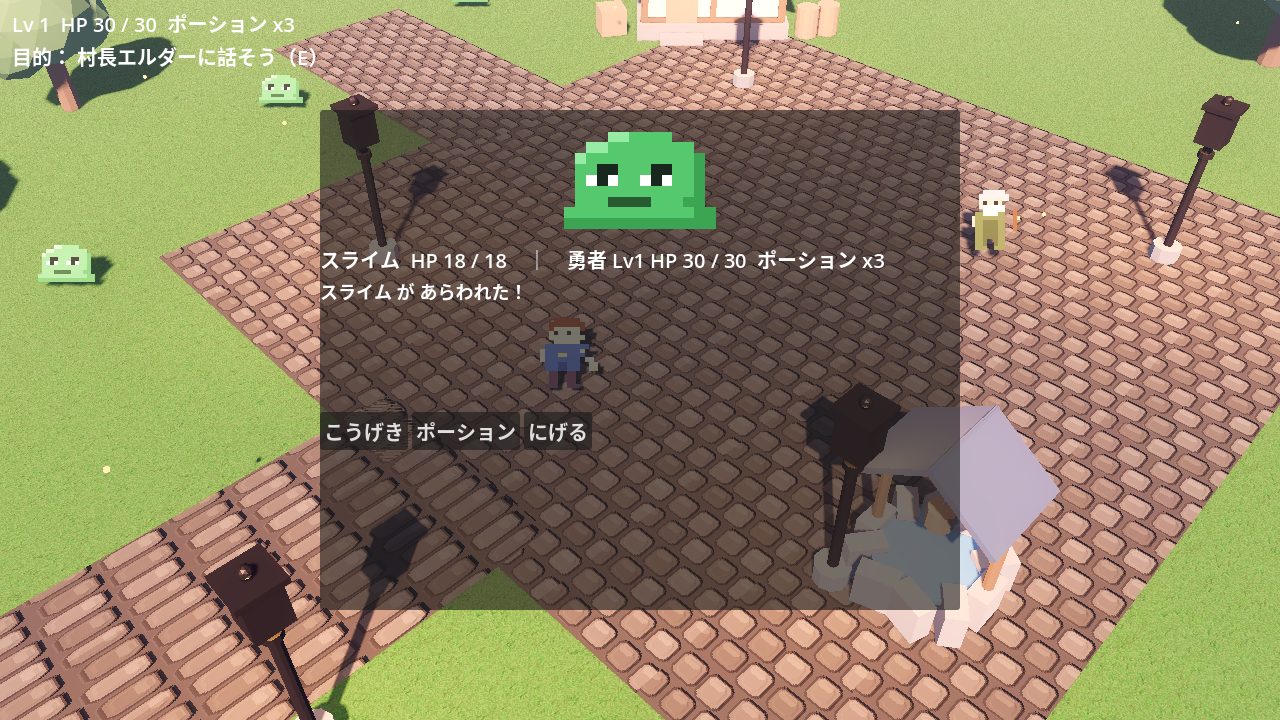 Lv 1  HP 30 / 30  ポーション x3
目的： 村長エルダーに話そう（E）
スライム  HP 18 / 18  ｜  勇者 Lv1 HP 30 / 30  ポーション x3
スライム が あらわれた！
こうげき ポーション にげる